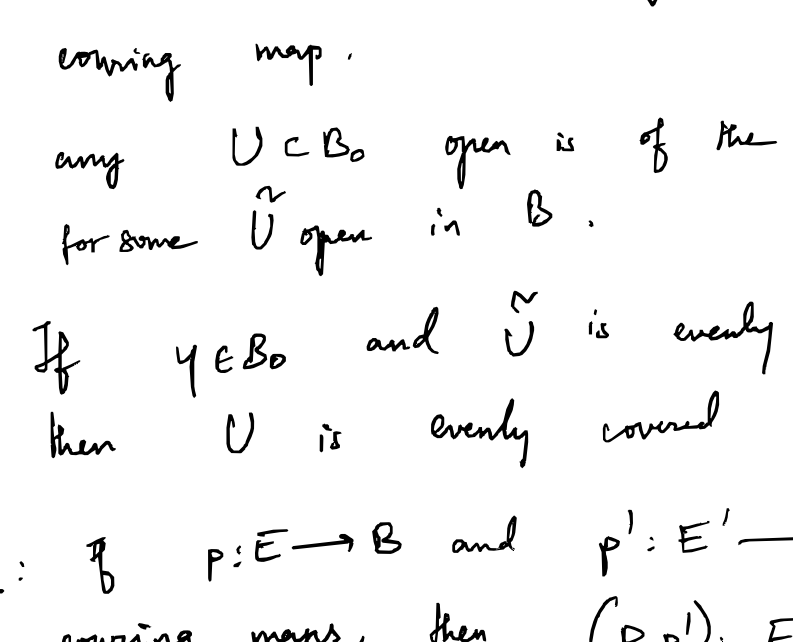 covering map.
any U ⊂ B₀ open is of the
for some Ũ open in B.
If y ∈ B₀ and Ũ is evenly
then U is evenly covered
: If p : E ⟶ B and p' : E' —
covering maps, then (p, p') : E